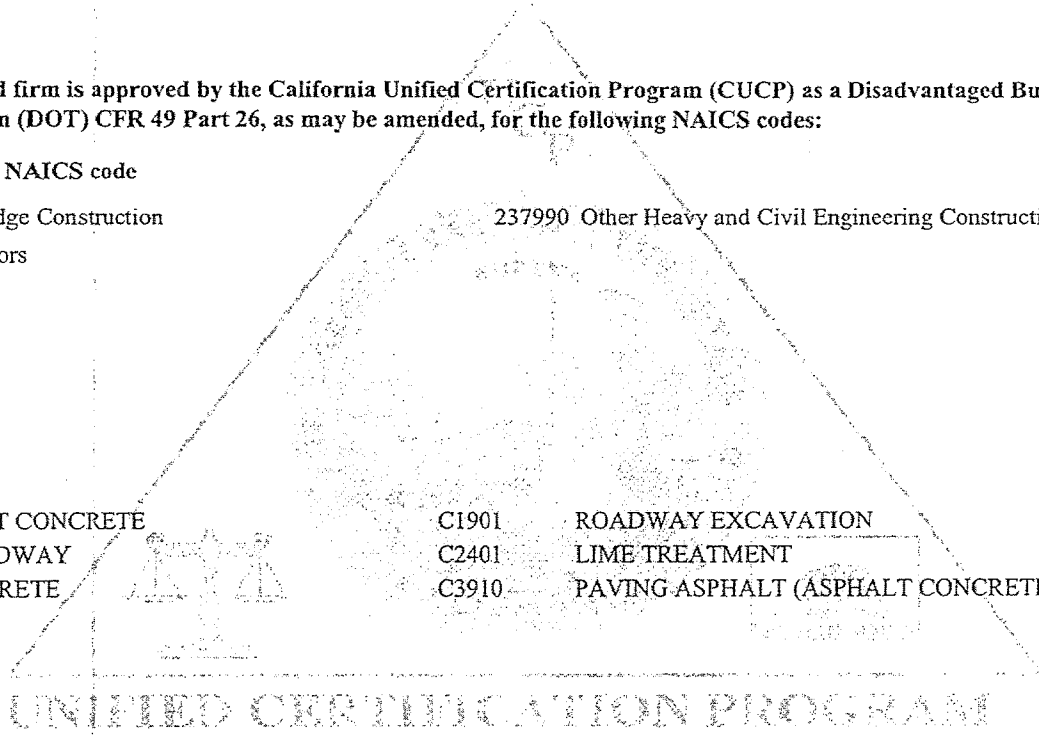 d firm is approved by the California Unified Certification Program (CUCP) as a Disadvantaged Bu
n (DOT) CFR 49 Part 26, as may be amended, for the following NAICS codes:
NAICS code
dge Construction 237990 Other Heavy and Civil Engineering Constructi
ors
C
P
T CONCRETE C1901 ROADWAY EXCAVATION
DWAY C2401 LIME TREATMENT
RETE C3910 PAVING ASPHALT (ASPHALT CONCRETE
UNIFIED CERTIFICATION PROGRAM